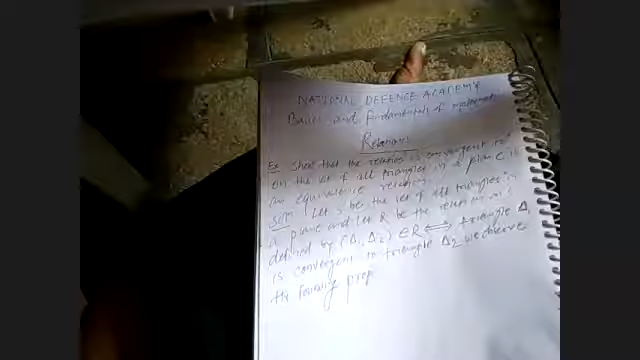 NATIONAL DEFENCE ACADEMY
Basics and fundamentals of mathematics
Relations
Ex Show that the relation is convergent to
on the set of all triangles in a plane is
an equivalence relation
Soln Let S be the set of all triangles in
a plane and let R be the relation on S
defined by (Δ1, Δ2) ∈ R ⟺ triangle Δ1
is convergent to triangle Δ2 we observe
the following prop